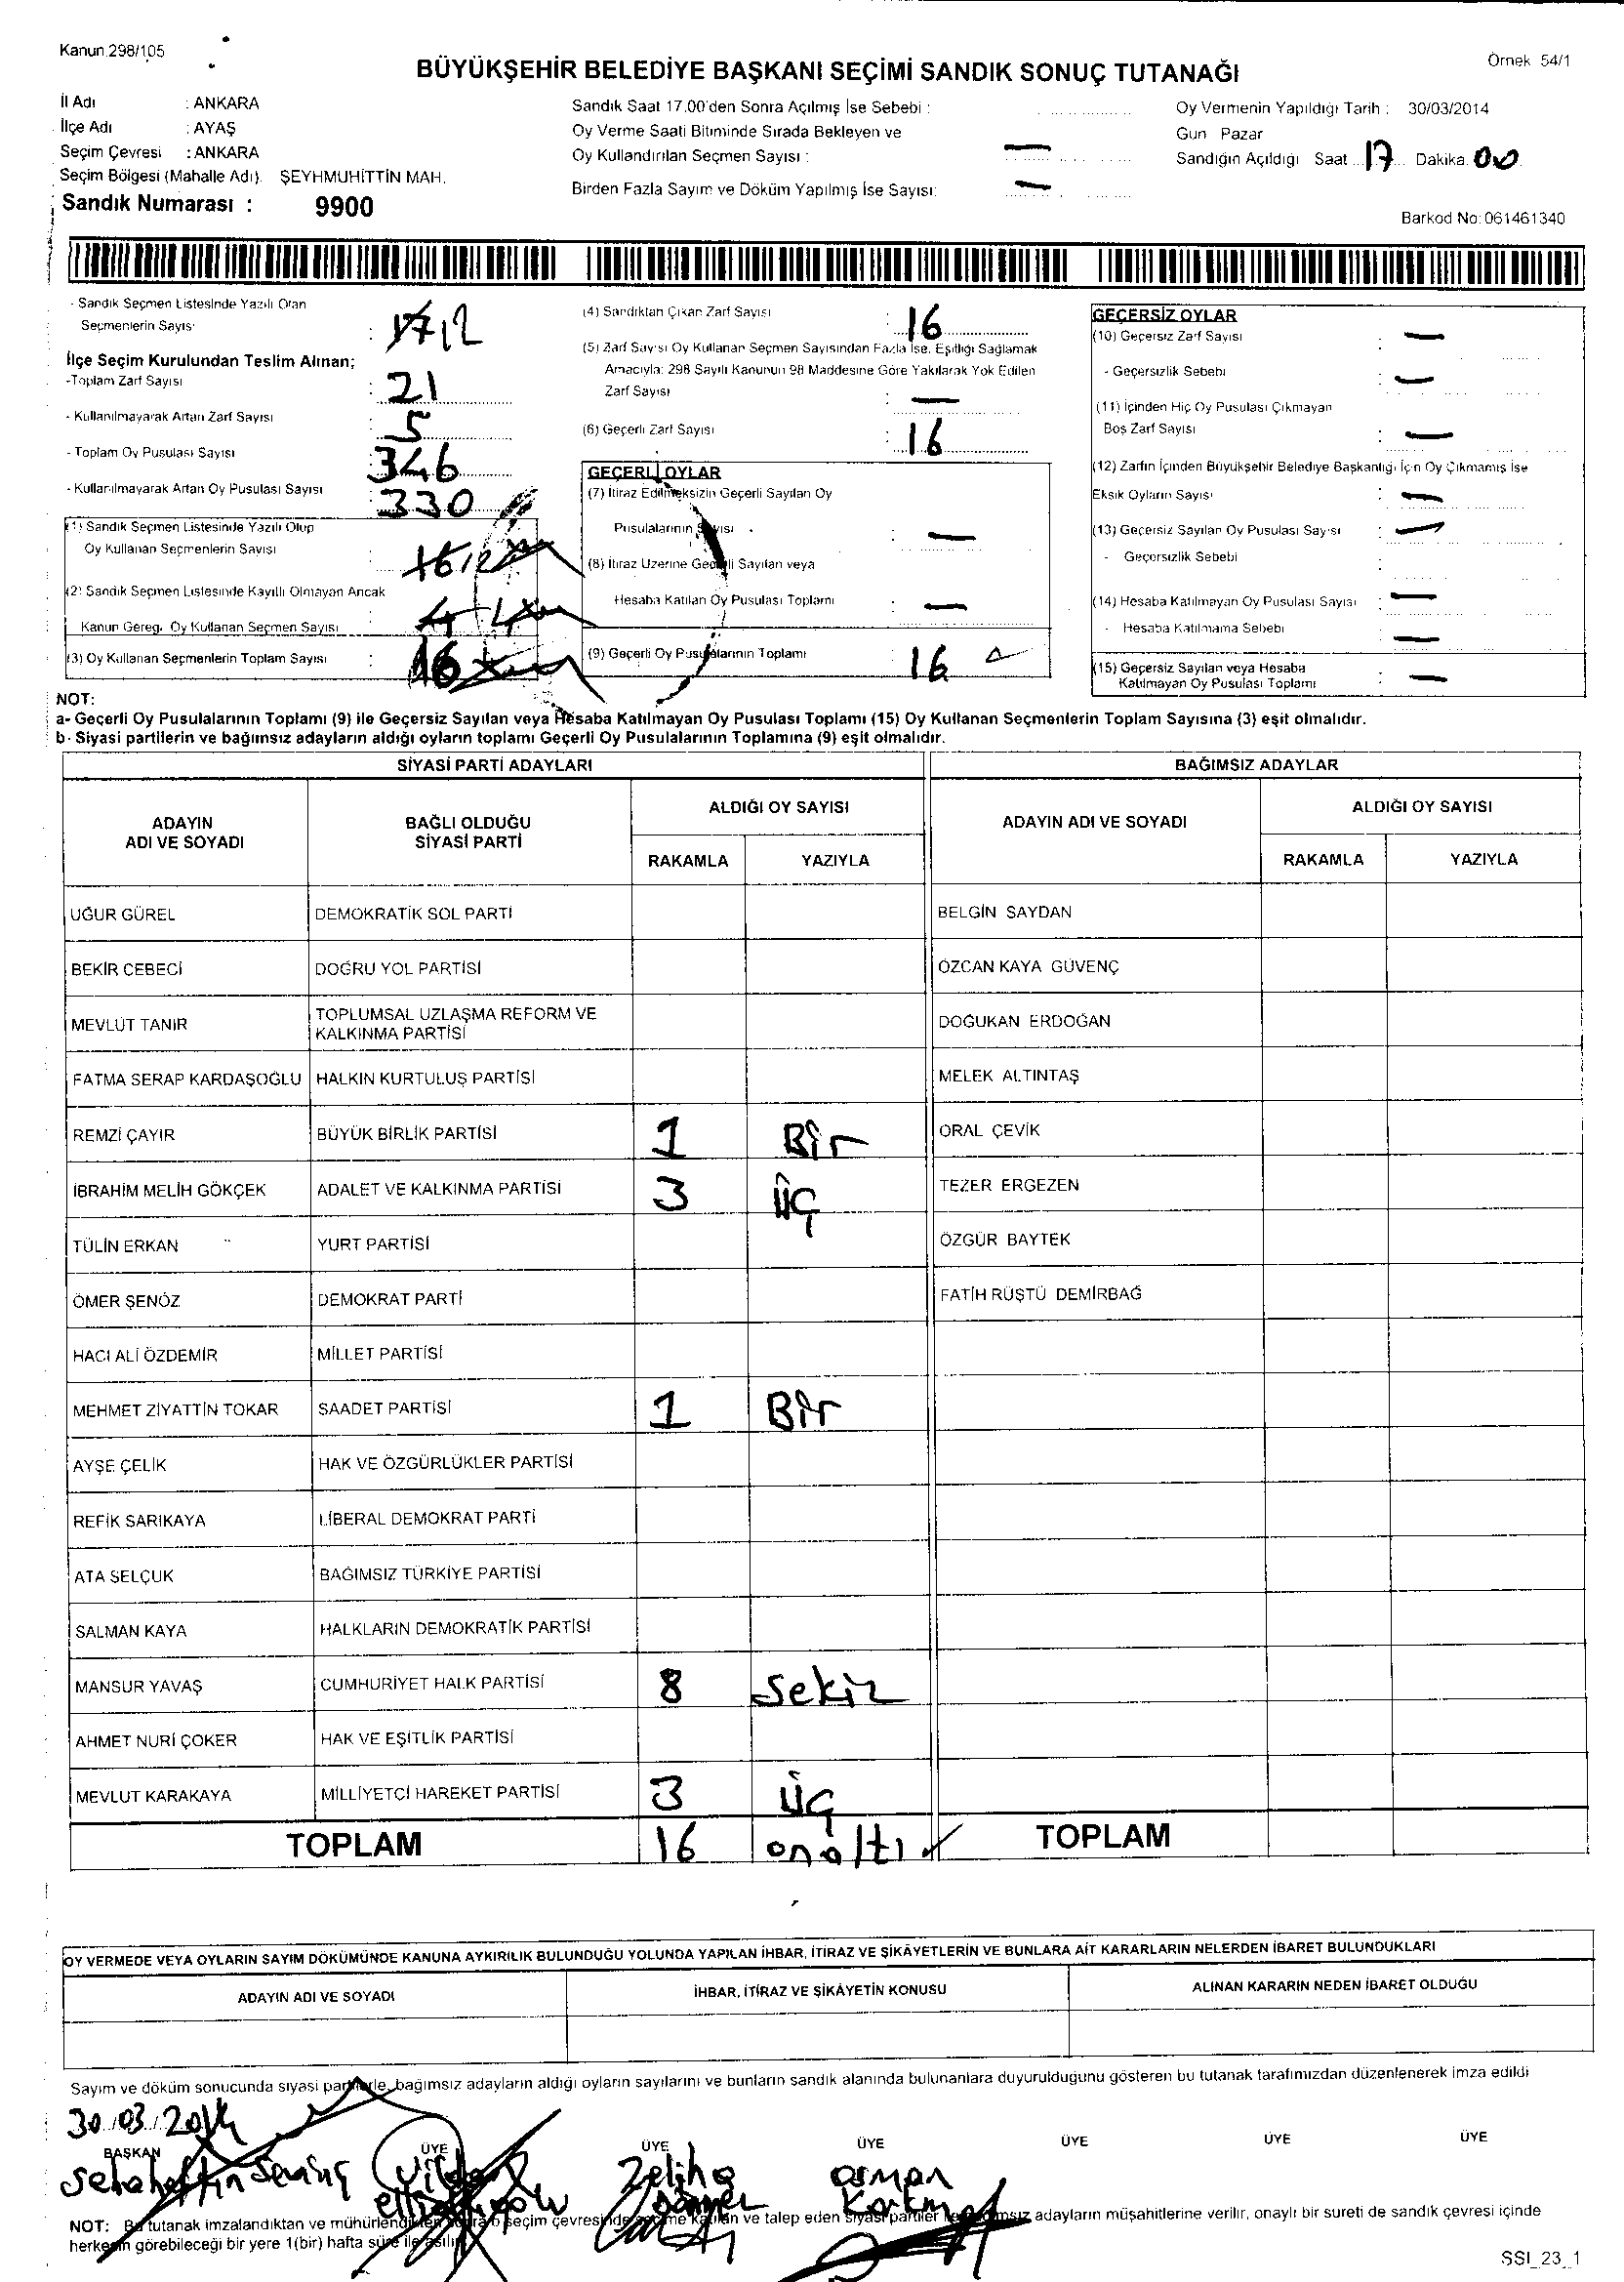 Kanun 298/105
BÜYÜKŞEHİR BELEDİYE BAŞKANI SEÇİMİ SANDIK SONUÇ TUTANAĞI
Örnek 54/1
İl Adı : ANKARA
İlçe Adı : AYAŞ
Seçim Çevresi : ANKARA
Seçim Bölgesi (Mahalle Adı). ŞEYHMUHİTTİN MAH.
Sandık Numarası : 9900
Sandık Saat 17.00'den Sonra Açılmış İse Sebebi :
Oy Verme Saati Bitiminde Sırada Bekleyen ve
Oy Kullandırılan Seçmen Sayısı : —
Birden Fazla Sayım ve Döküm Yapılmış İse Sayısı: —
Oy Vermenin Yapıldığı Tarih : 30/03/2014
Gün Pazar
Sandığın Açıldığı Saat 17 Dakika 00
Barkod No: 061461340
- Sandık Seçmen Listesinde Yazılı Olan
Seçmenlerin Sayısı : 12
İlçe Seçim Kurulundan Teslim Alınan;
-Toplam Zarf Sayısı : 21
- Kullanılmayarak Artan Zarf Sayısı : 5
- Toplam Oy Pusulası Sayısı : 346
- Kullanılmayarak Artan Oy Pusulası Sayısı : 330
(1) Sandık Seçmen Listesinde Yazılı Olup
Oy Kullanan Seçmenlerin Sayısı : 12
(2) Sandık Seçmen Listesinde Kayıtlı Olmayan Ancak
Kanun Gereği Oy Kullanan Seçmen Sayısı 4
(3) Oy Kullanan Seçmenlerin Toplam Sayısı : 16
(4) Sandıktan Çıkan Zarf Sayısı : 16
(5) Zarf Sayısı Oy Kullanan Seçmen Sayısından Fazla İse, Eşitliği Sağlamak
Amacıyla: 298 Sayılı Kanunun 98 Maddesine Göre Yakılarak Yok Edilen
Zarf Sayısı : —
(6) Geçerli Zarf Sayısı : 16
GEÇERLİ OYLAR
(7) İtiraz Edilmeksizin Geçerli Sayılan Oy
Pusulalarının Sayısı : —
(8) İtiraz Üzerine Geçerli Sayılan veya
Hesaba Katılan Oy Pusulası Toplamı : —
(9) Geçerli Oy Pusulalarının Toplamı : 16
GEÇERSİZ OYLAR
(10) Geçersiz Zarf Sayısı : —
- Geçersizlik Sebebi : —
(11) İçinden Hiç Oy Pusulası Çıkmayan
Boş Zarf Sayısı : —
(12) Zarfın İçinden Büyükşehir Belediye Başkanlığı İçin Oy Çıkmamış İse
Eksik Oyların Sayısı : —
(13) Geçersiz Sayılan Oy Pusulası Sayısı : —
- Geçersizlik Sebebi
(14) Hesaba Katılmayan Oy Pusulası Sayısı : —
- Hesaba Katılmama Sebebi : —
(15) Geçersiz Sayılan veya Hesaba
Katılmayan Oy Pusulası Toplamı : —
NOT:
a- Geçerli Oy Pusulalarının Toplamı (9) ile Geçersiz Sayılan veya Hesaba Katılmayan Oy Pusulası Toplamı (15) Oy Kullanan Seçmenlerin Toplam Sayısına (3) eşit olmalıdır.
b- Siyasi partilerin ve bağımsız adayların aldığı oyların toplamı Geçerli Oy Pusulalarının Toplamına (9) eşit olmalıdır.
SİYASİ PARTİ ADAYLARI BAĞIMSIZ ADAYLAR
ADAYIN ADI VE SOYADI BAĞLI OLDUĞU SİYASİ PARTİ ALDIĞI OY SAYISI ADAYIN ADI VE SOYADI ALDIĞI OY SAYISI
RAKAMLA YAZIYLA RAKAMLA YAZIYLA
UĞUR GÜREL DEMOKRATİK SOL PARTİ BELGİN SAYDAN
BEKİR CEBECİ DOĞRU YOL PARTİSİ ÖZCAN KAYA GÜVENÇ
MEVLÜT TANIR TOPLUMSAL UZLAŞMA REFORM VE KALKINMA PARTİSİ DOĞUKAN ERDOĞAN
FATMA SERAP KARDAŞOĞLU HALKIN KURTULUŞ PARTİSİ MELEK ALTINTAŞ
REMZİ ÇAYIR BÜYÜK BİRLİK PARTİSİ 1 Bir ORAL ÇEVİK
İBRAHİM MELİH GÖKÇEK ADALET VE KALKINMA PARTİSİ 3 üç TEZER ERGEZEN
TÜLİN ERKAN YURT PARTİSİ ÖZGÜR BAYTEK
ÖMER ŞENÖZ DEMOKRAT PARTİ FATİH RÜŞTÜ DEMİRBAĞ
HACI ALİ ÖZDEMİR MİLLET PARTİSİ
MEHMET ZİYATTİN TOKAR SAADET PARTİSİ 1 Bir
AYŞE ÇELİK HAK VE ÖZGÜRLÜKLER PARTİSİ
REFİK SARIKAYA LİBERAL DEMOKRAT PARTİ
ATA SELÇUK BAĞIMSIZ TÜRKİYE PARTİSİ
SALMAN KAYA HALKLARIN DEMOKRATİK PARTİSİ
MANSUR YAVAŞ CUMHURİYET HALK PARTİSİ 8 Sekiz
AHMET NURİ ÇOKER HAK VE EŞİTLİK PARTİSİ
MEVLUT KARAKAYA MİLLİYETÇİ HAREKET PARTİSİ 3 üç
TOPLAM 16 onaltı TOPLAM
OY VERMEDE VEYA OYLARIN SAYIM DÖKÜMÜNDE KANUNA AYKIRILIK BULUNDUĞU YOLUNDA YAPILAN İHBAR, İTİRAZ VE ŞİKÂYETLERİN VE BUNLARA AİT KARARLARIN NELERDEN İBARET BULUNDUKLARI
ADAYIN ADI VE SOYADI İHBAR, İTİRAZ VE ŞİKÂYETİN KONUSU ALINAN KARARIN NEDEN İBARET OLDUĞU
Sayım ve döküm sonucunda siyasi partilerle, bağımsız adayların aldığı oyların sayılarını ve bunların sandık alanında bulunanlara duyurulduğunu gösteren bu tutanak tarafımızdan düzenlenerek imza edildi
30/03/2014
BAŞKAN ÜYE ÜYE ÜYE ÜYE ÜYE ÜYE
Zeliha osman
NOT: Bu tutanak imzalandıktan ve mühürlendikten sonra o seçim çevresinde seçime katılan ve talep eden siyasi partiler ile bağımsız adayların müşahitlerine verilir, onaylı bir sureti de sandık çevresi içinde
herkesin görebileceği bir yere 1(bir) hafta süre ile asılır
SSI_23_1